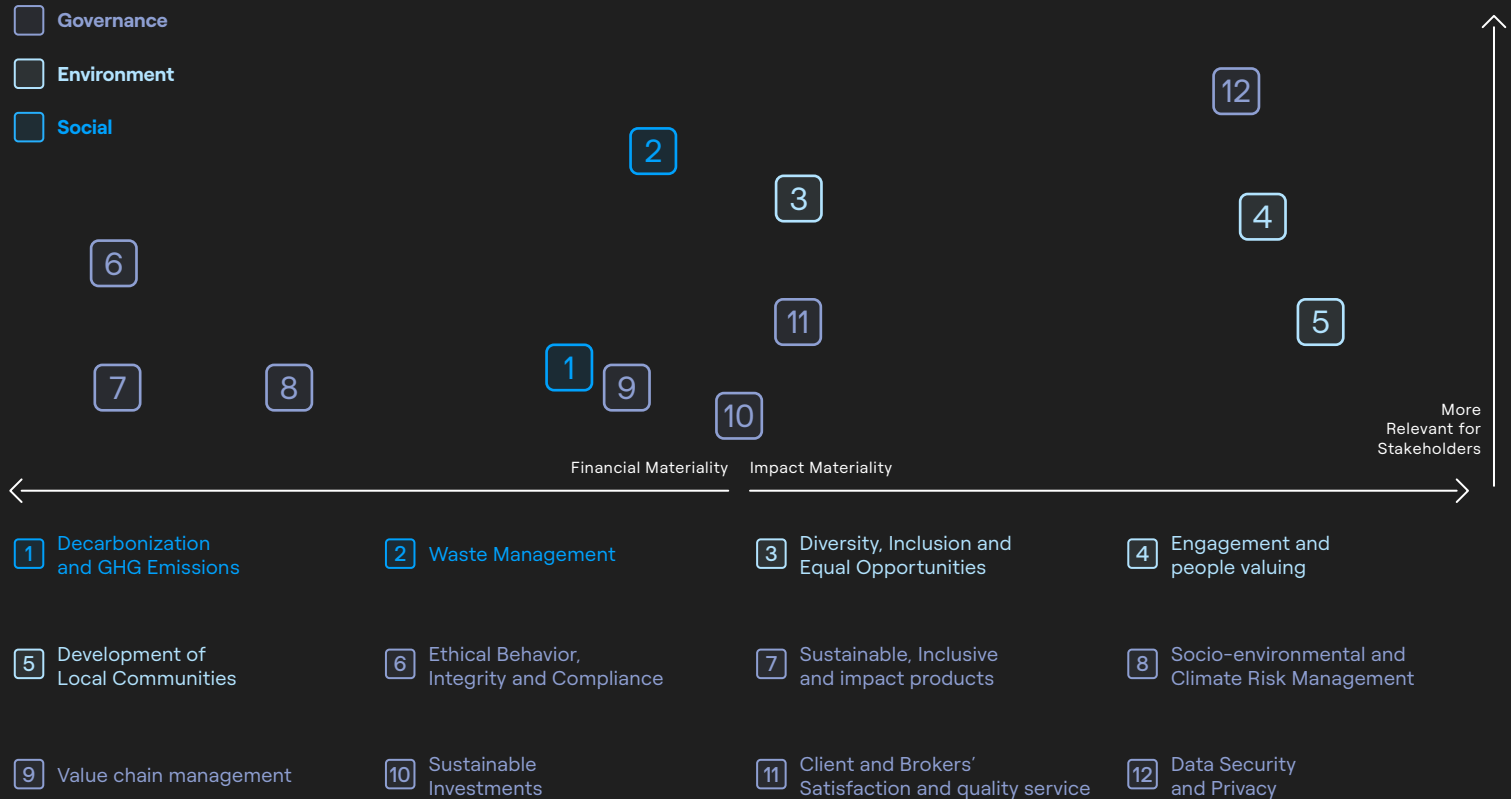 Governance
Environment
Social
12
2
3
4
6
11
5
1
7
8
9
10
More
Relevant for
Stakeholders
Financial Materiality
Impact Materiality
1 Decarbonization
and GHG Emissions
2 Waste Management
3 Diversity, Inclusion and
Equal Opportunities
4 Engagement and
people valuing
5 Development of
Local Communities
6 Ethical Behavior,
Integrity and Compliance
7 Sustainable, Inclusive
and impact products
8 Socio-environmental and
Climate Risk Management
9 Value chain management
10 Sustainable
Investments
11 Client and Brokers’
Satisfaction and quality service
12 Data Security
and Privacy